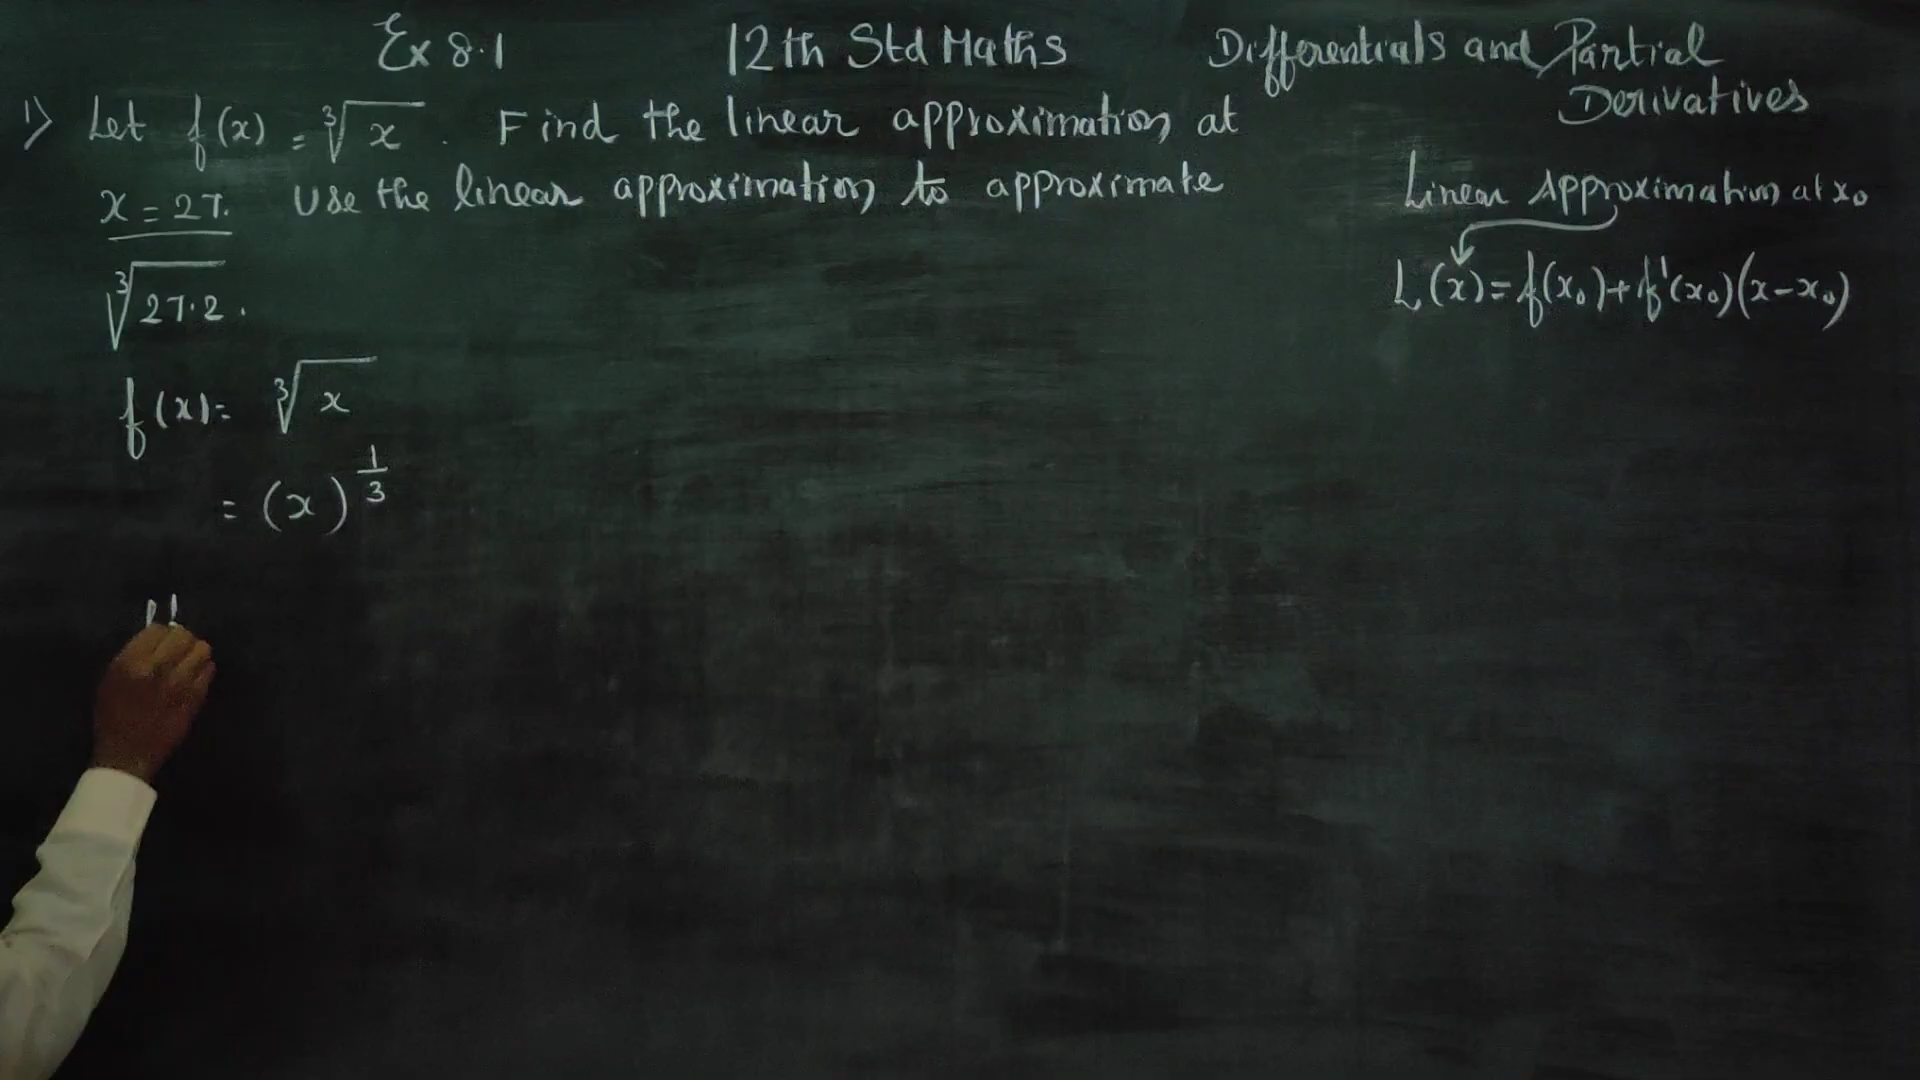 Ex 8.1 12th Std Maths Differentials and Partial Derivatives
1) Let f(x) = ∛x . Find the linear approximation at
x = 27. Use the linear approximation to approximate
∛27.2 .
f(x) = ∛x
= (x)^(1/3)
Linear Approximation at x₀
L(x) = f(x₀) + f'(x₀)(x - x₀)